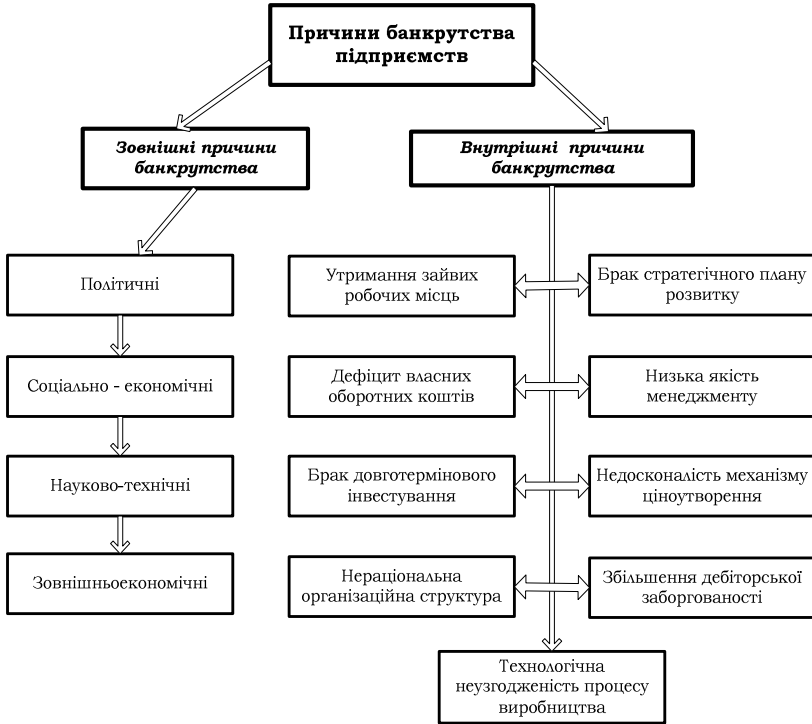 Причини банкрутства
підприємств
Зовнішні причини
банкрутства
Внутрішні причини
банкрутства
Політичні
Соціально - економічні
Науково-технічні
Зовнішньоекономічні
Утримання зайвих
робочих місць
Брак стратегічного плану
розвитку
Дефіцит власних
оборотних коштів
Низька якість
менеджменту
Брак довготермінового
інвестування
Недосконалість механізму
ціноутворення
Нераціональна
організаційна структура
Збільшення дебіторської
заборгованості
Технологічна
неузгодженість процесу
виробництва